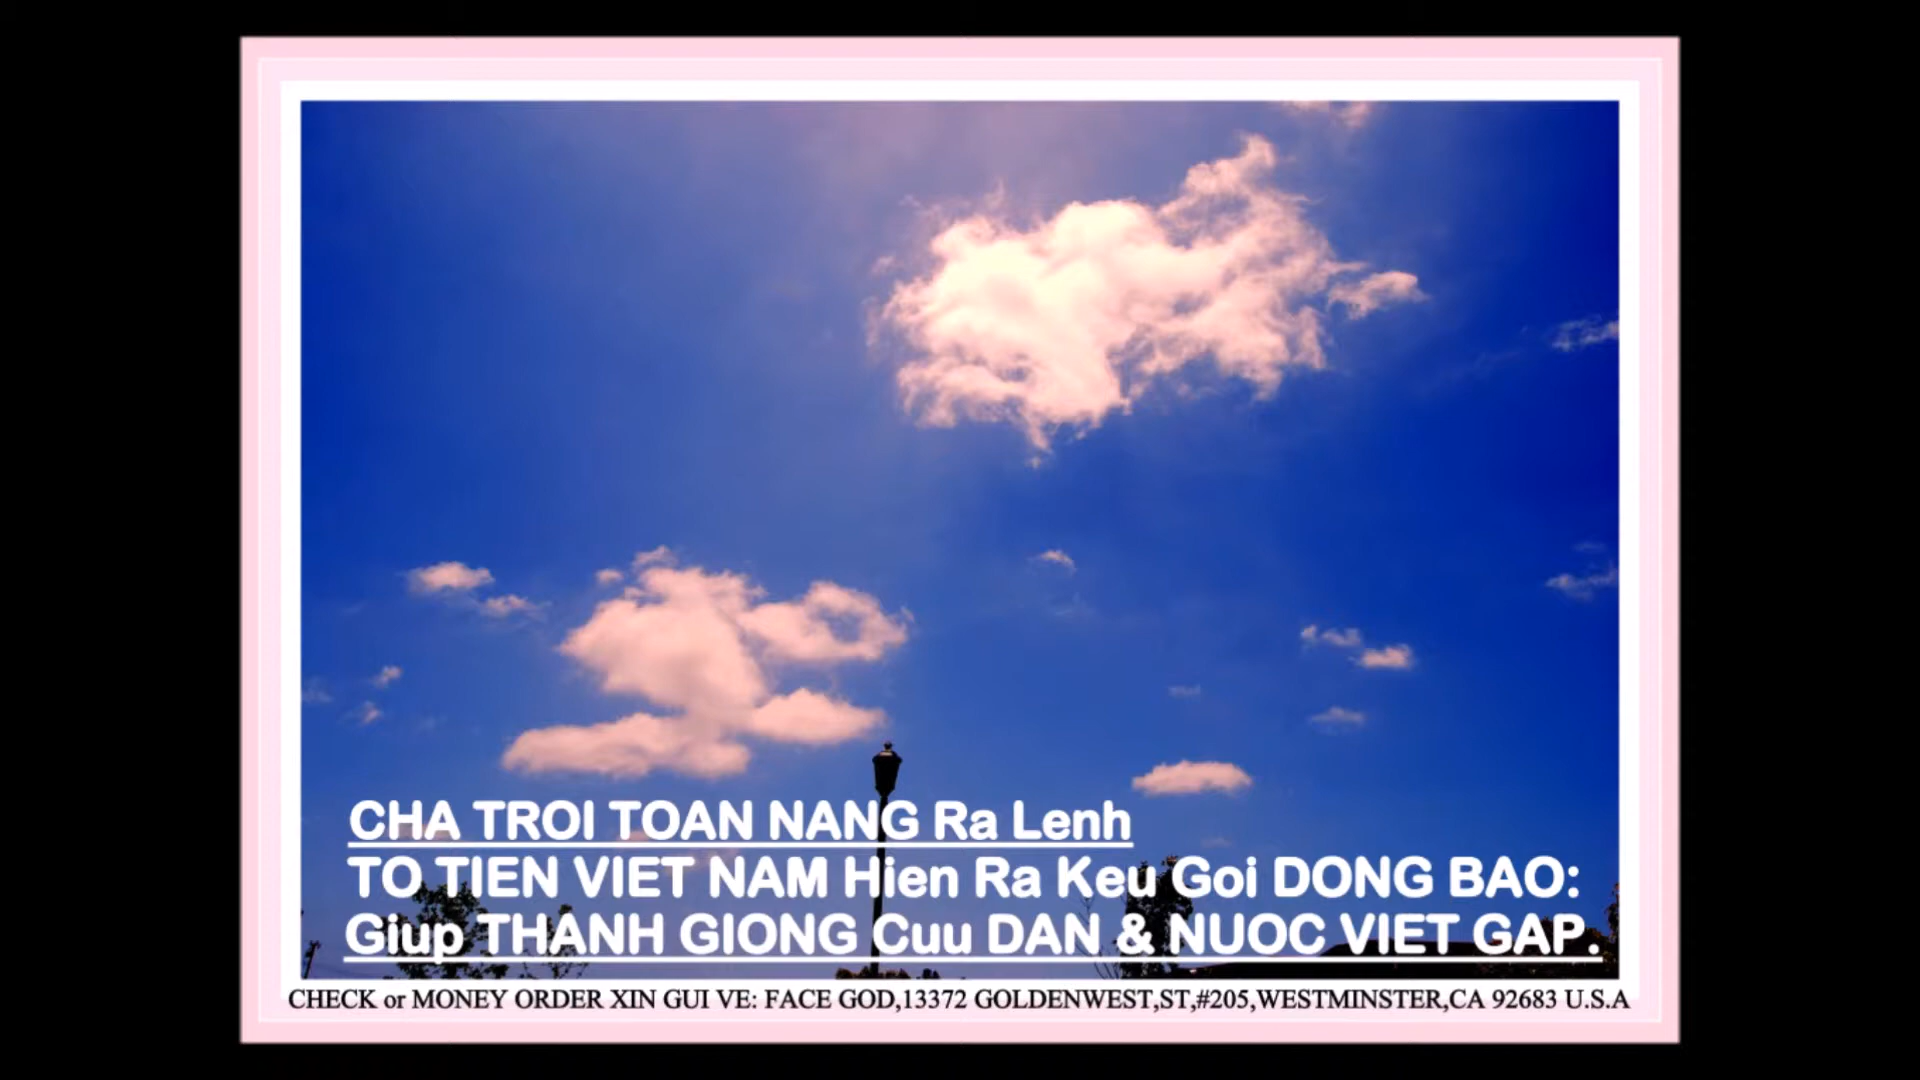 CHA TROI TOAN NANG Ra Lenh
TO TIEN VIET NAM Hien Ra Keu Goi DONG BAO:
Giup THANH GIONG Cuu DAN & NUOC VIET GAP.
CHECK or MONEY ORDER XIN GUI VE: FACE GOD,13372 GOLDENWEST,ST,#205,WESTMINSTER,CA 92683 U.S.A